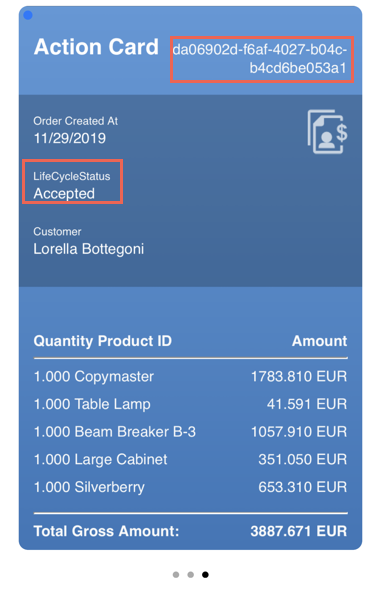 Action Card
da06902d-f6af-4027-b04c-
b4cd6be053a1
Order Created At
11/29/2019
$
LifeCycleStatus
Accepted
Customer
Lorella Bottegoni
Quantity Product ID Amount
1.000 Copymaster 1783.810 EUR
1.000 Table Lamp 41.591 EUR
1.000 Beam Breaker B-3 1057.910 EUR
1.000 Large Cabinet 351.050 EUR
1.000 Silverberry 653.310 EUR
Total Gross Amount: 3887.671 EUR